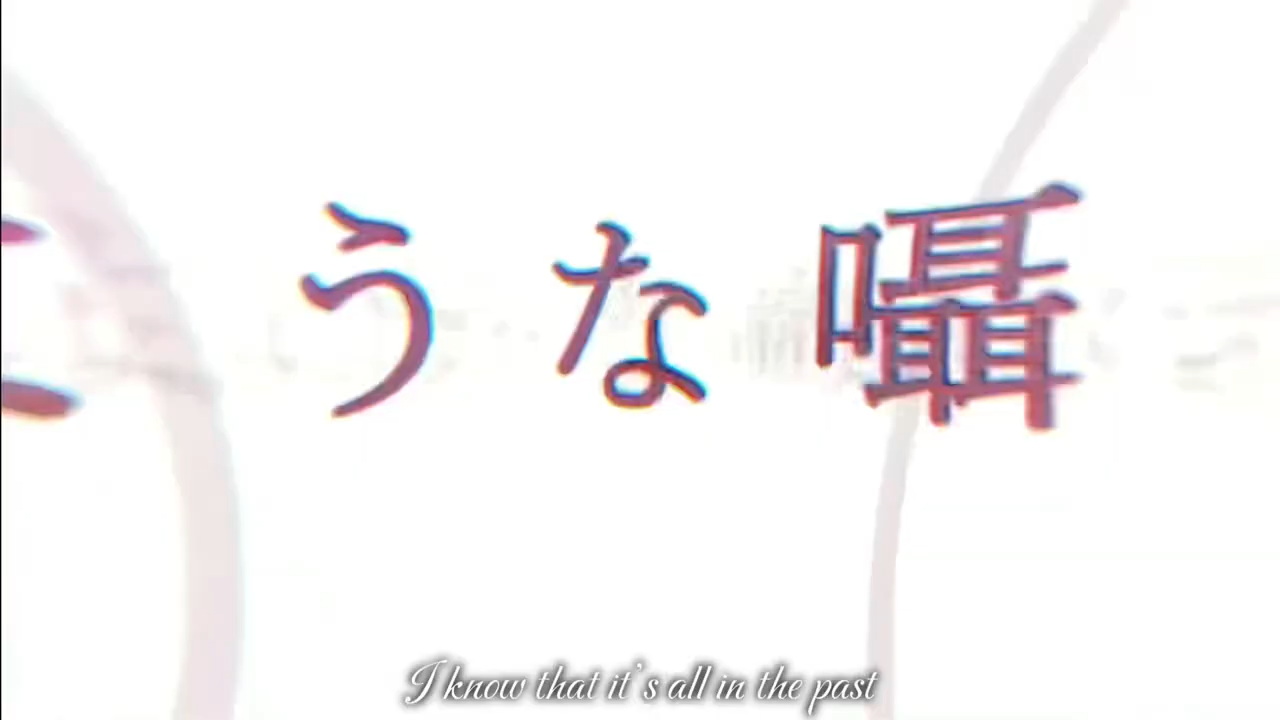 うな囁
I know that it's all in the past